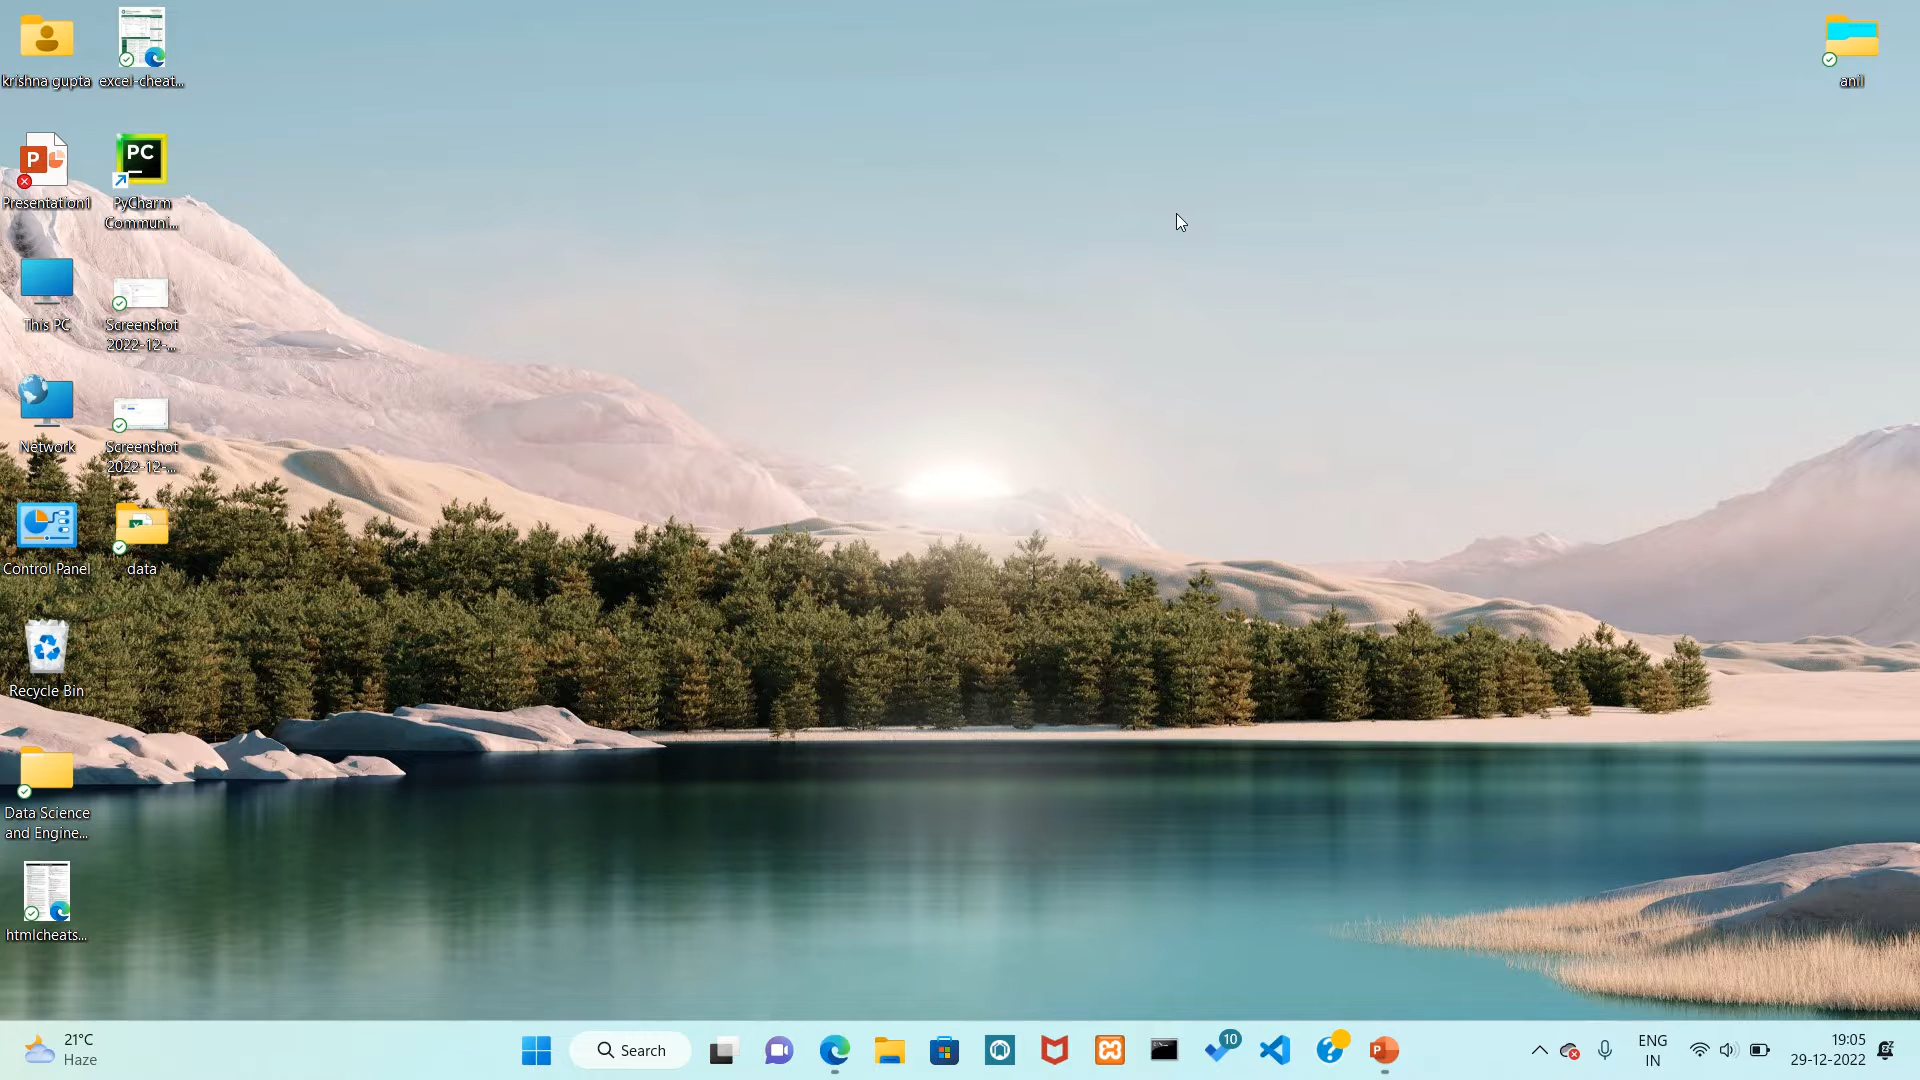 krishna gupta
excel-cheat...
anil
PC
P
Presentation1
PyCharm
Communi...
This PC
Screenshot
2022-12-...
Network
Screenshot
2022-12-...
Control Panel
data
Recycle Bin
Data Science
and Engine...
htmlcheats...
21°C
Haze
Search
10
P
ENG
IN
19:05
29-12-2022